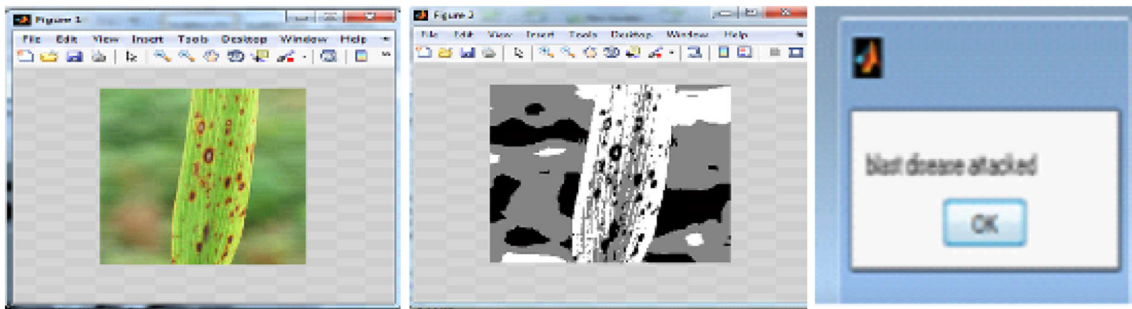 Figure 1
File Edit View Insert Tools Desktop Window Help
Figure 2
File Edit View Insert Tools Desktop Window Help
blast disease attacked
OK